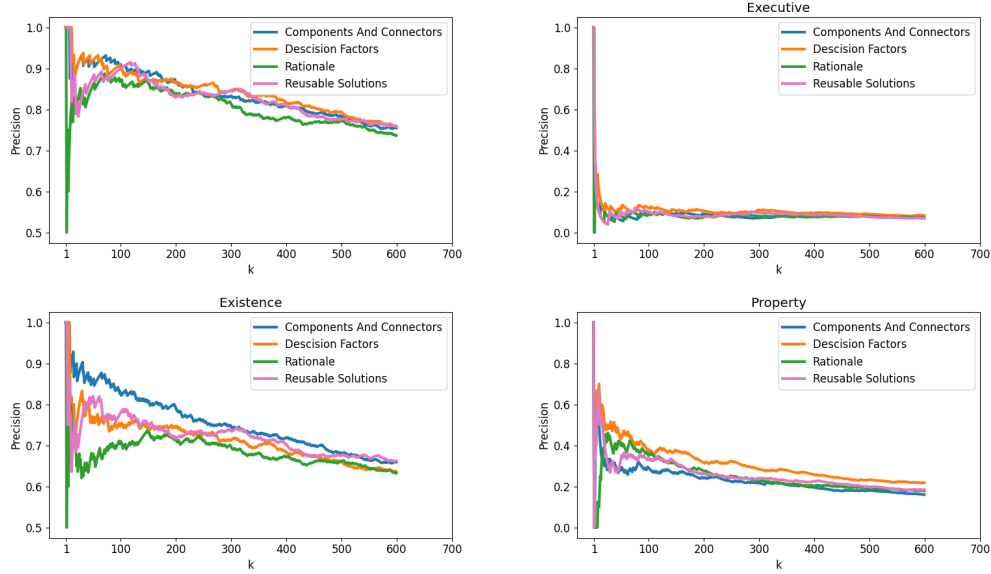 1.0
0.9
0.8
0.7
0.6
0.5
Precision
Components And Connectors
Descision Factors
Rationale
Reusable Solutions
1 100 200 300 400 500 600 700
k
Executive
1.0
0.8
0.6
0.4
0.2
0.0
Precision
Components And Connectors
Descision Factors
Rationale
Reusable Solutions
1 100 200 300 400 500 600 700
k
Existence
1.0
0.9
0.8
0.7
0.6
0.5
Precision
Components And Connectors
Descision Factors
Rationale
Reusable Solutions
1 100 200 300 400 500 600 700
k
Property
1.0
0.8
0.6
0.4
0.2
0.0
Precision
Components And Connectors
Descision Factors
Rationale
Reusable Solutions
1 100 200 300 400 500 600 700
k